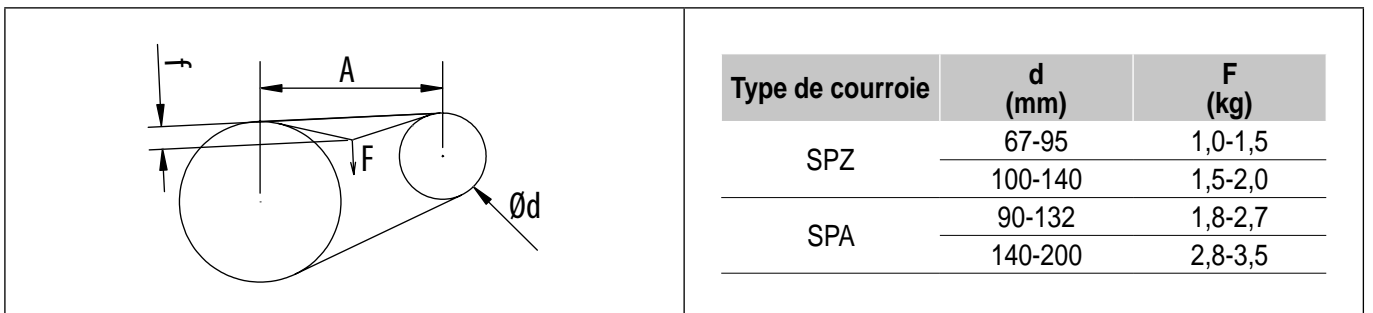 f
A
F
Ød
Type de courroie d F
(mm) (kg)
SPZ 67-95 1,0-1,5
100-140 1,5-2,0
SPA 90-132 1,8-2,7
140-200 2,8-3,5